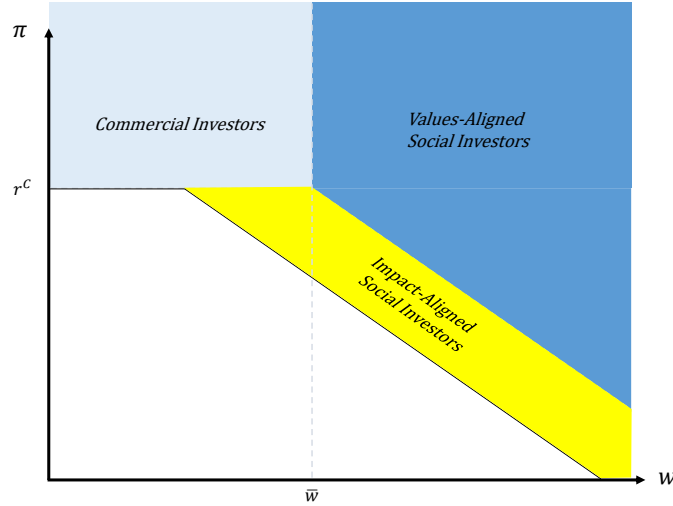 π
Commercial Investors
Values-Aligned
Social Investors
r^C
Impact-Aligned
Social Investors
w̅
w